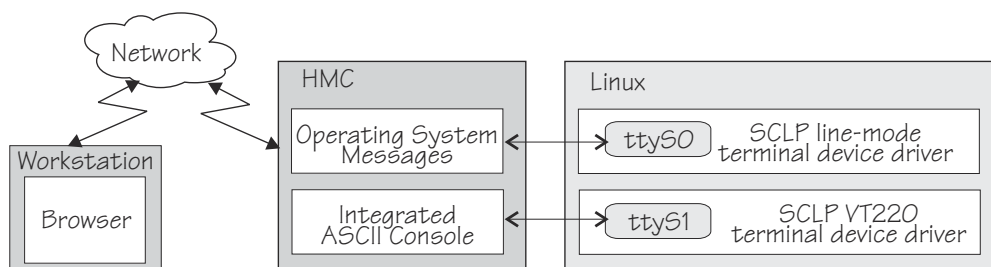 Network
HMC
Linux
Operating System
Messages
ttyS0
SCLP line-mode
terminal device driver
Workstation
Browser
Integrated
ASCII Console
ttyS1
SCLP VT220
terminal device driver